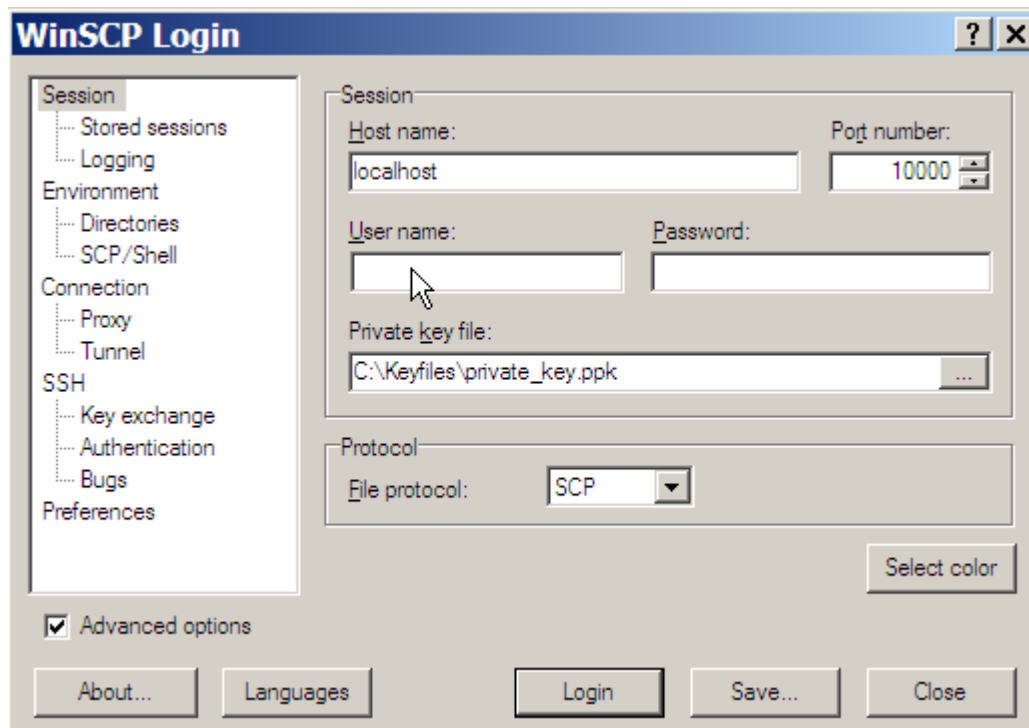 WinSCP Login
Session
Stored sessions
Logging
Environment
Directories
SCP/Shell
Connection
Proxy
Tunnel
SSH
Key exchange
Authentication
Bugs
Preferences
Session
Host name: Port number:
localhost 10000
User name: Password:
Private key file:
C:\Keyfiles\private_key.ppk ...
Protocol
File protocol: SCP
Select color
Advanced options
About... Languages Login Save... Close